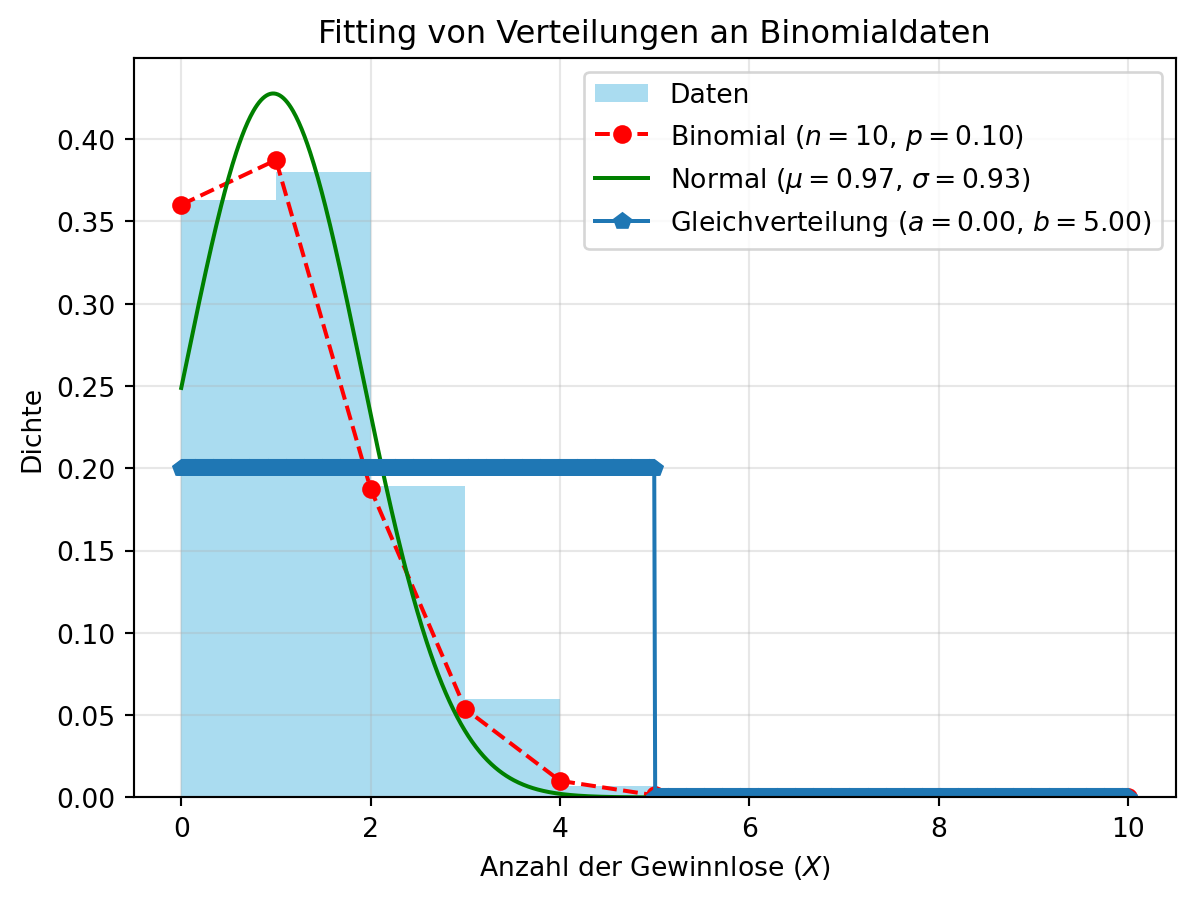 Fitting von Verteilungen an Binomialdaten
Daten
Binomial (n = 10, p = 0.10)
Normal (μ = 0.97, σ = 0.93)
Gleichverteilung (a = 0.00, b = 5.00)
Dichte
0.40
0.35
0.30
0.25
0.20
0.15
0.10
0.05
0.00
0 2 4 6 8 10
Anzahl der Gewinnlose (X)